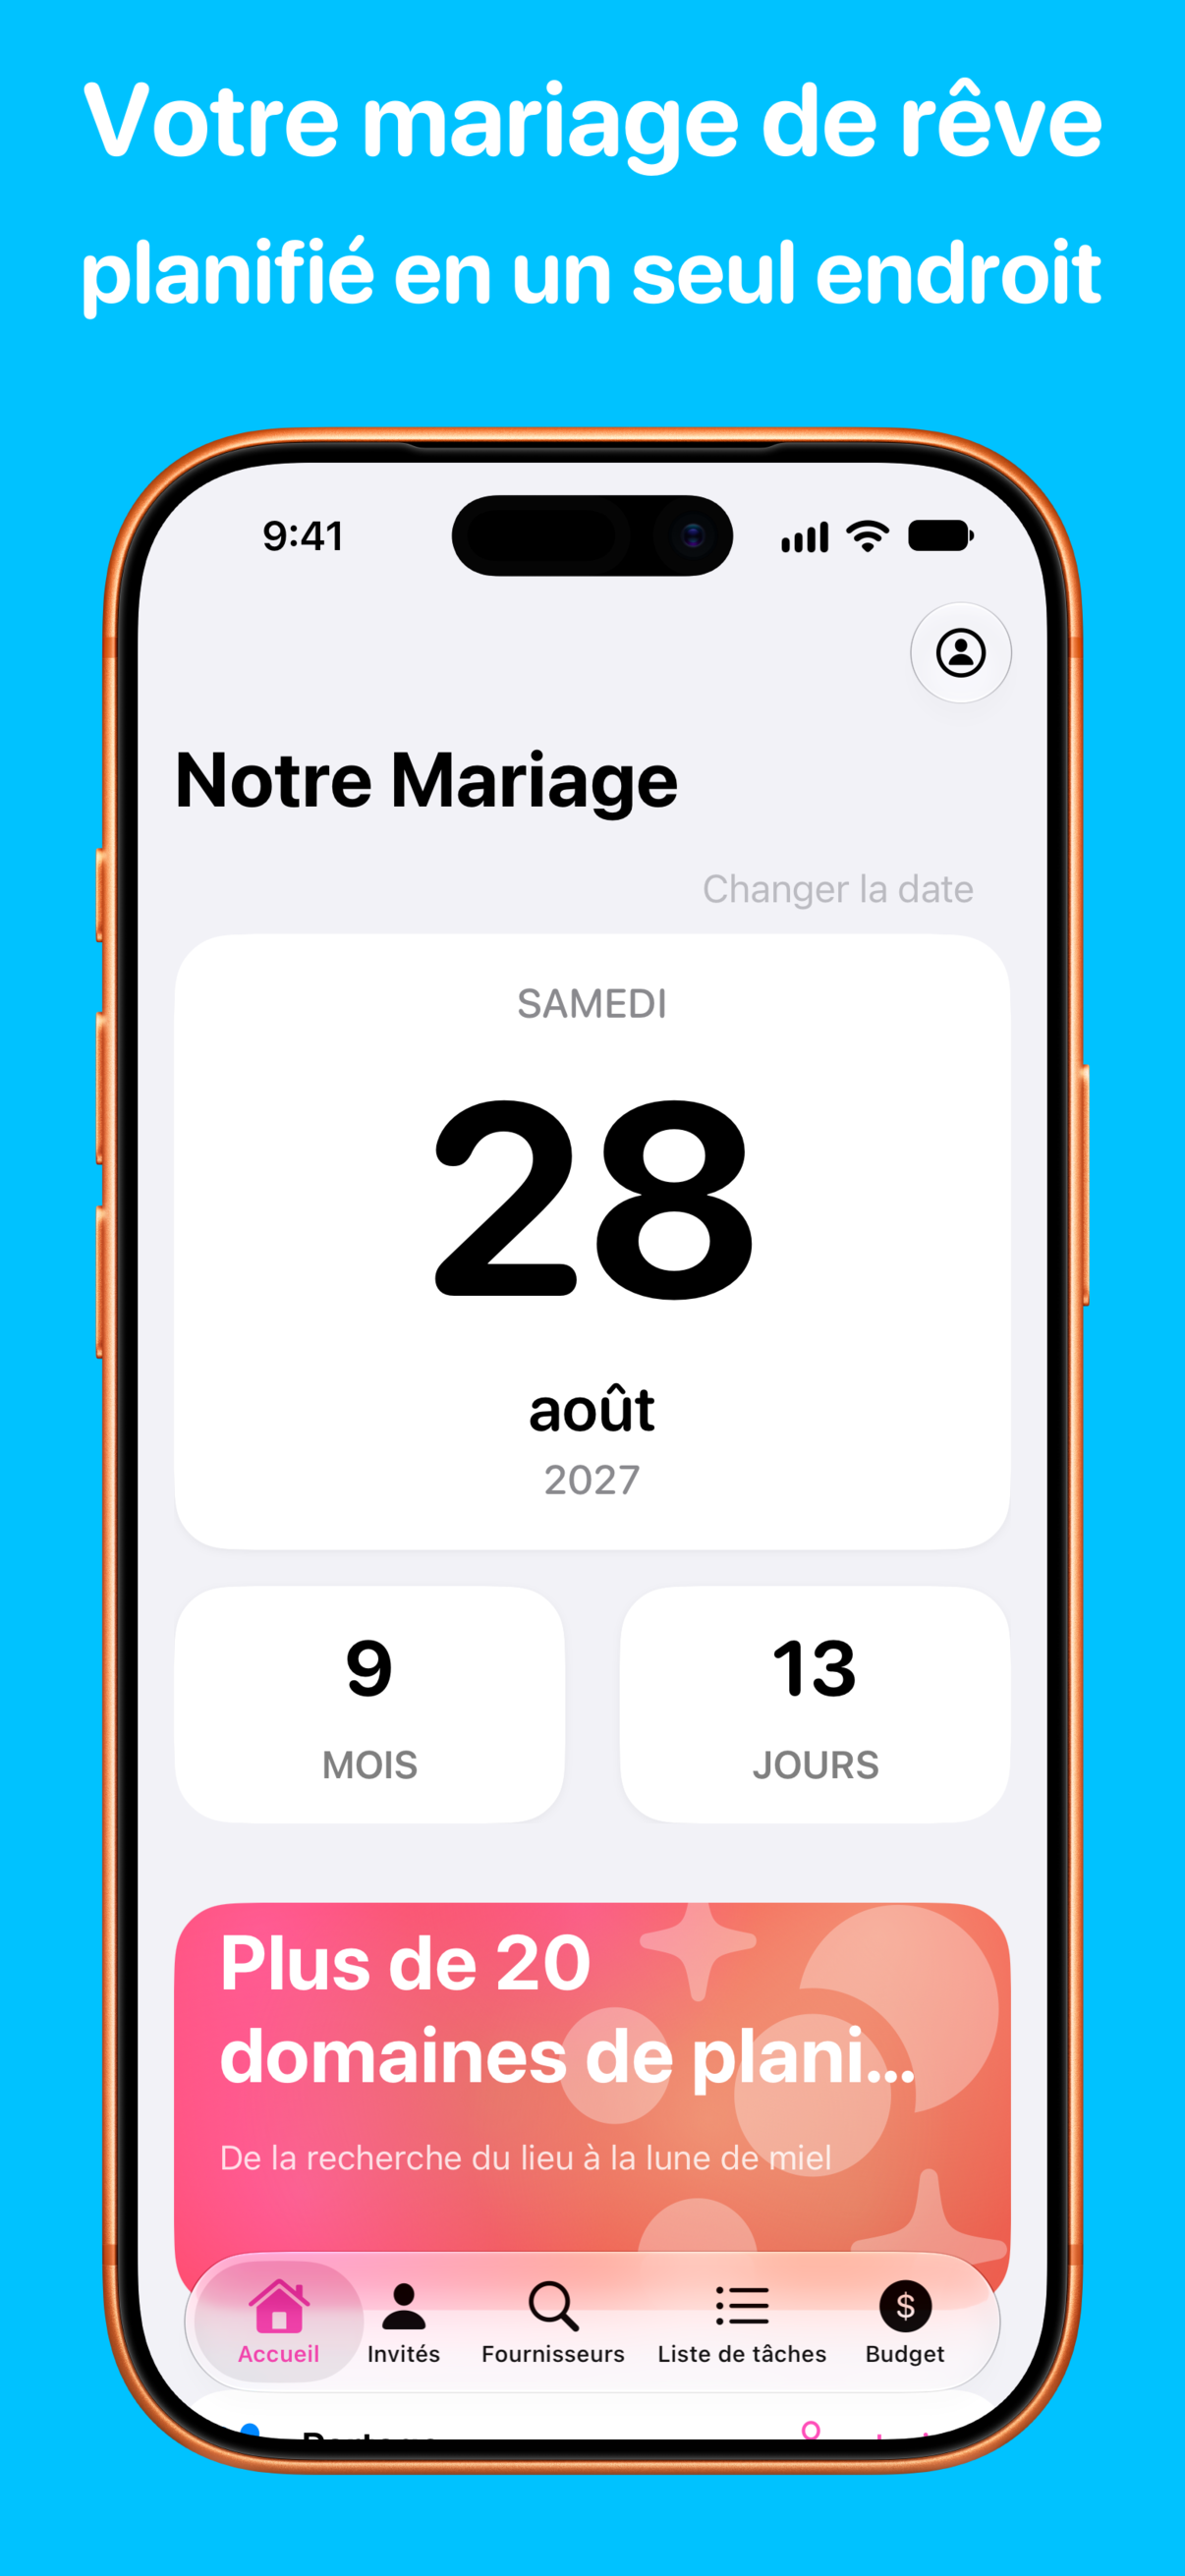 Votre mariage de rêve
planifié en un seul endroit
9:41
Notre Mariage
Changer la date
SAMEDI
28
août
2027
9
MOIS
13
JOURS
Plus de 20
domaines de plani...
De la recherche du lieu à la lune de miel
Accueil
Invités
Fournisseurs
Liste de tâches
Budget